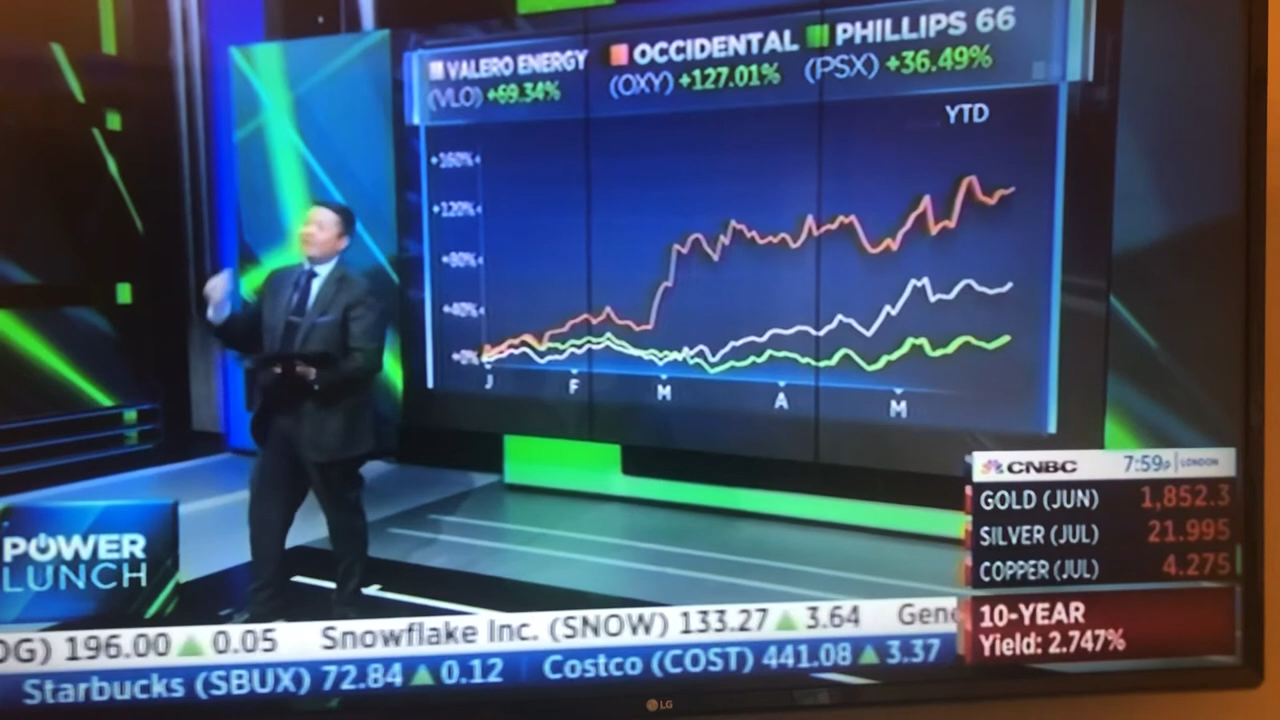 VALERO ENERGY
(VLO) +69.34%
OCCIDENTAL
(OXY) +127.01%
PHILLIPS 66
(PSX) +36.49%
YTD
+160%
+120%
+80%
+40%
+0%
J F M A M
CNBC 7:59P LONDON
GOLD (JUN) 1,852.3
SILVER (JUL) 21.995
COPPER (JUL) 4.275
10-YEAR
Yield: 2.747%
POWER
LUNCH
OG) 196.00 ▲ 0.05 Snowflake Inc. (SNOW) 133.27 ▲ 3.64 Gene
Starbucks (SBUX) 72.84 ▲ 0.12 Costco (COST) 441.08 ▲ 3.37
LG